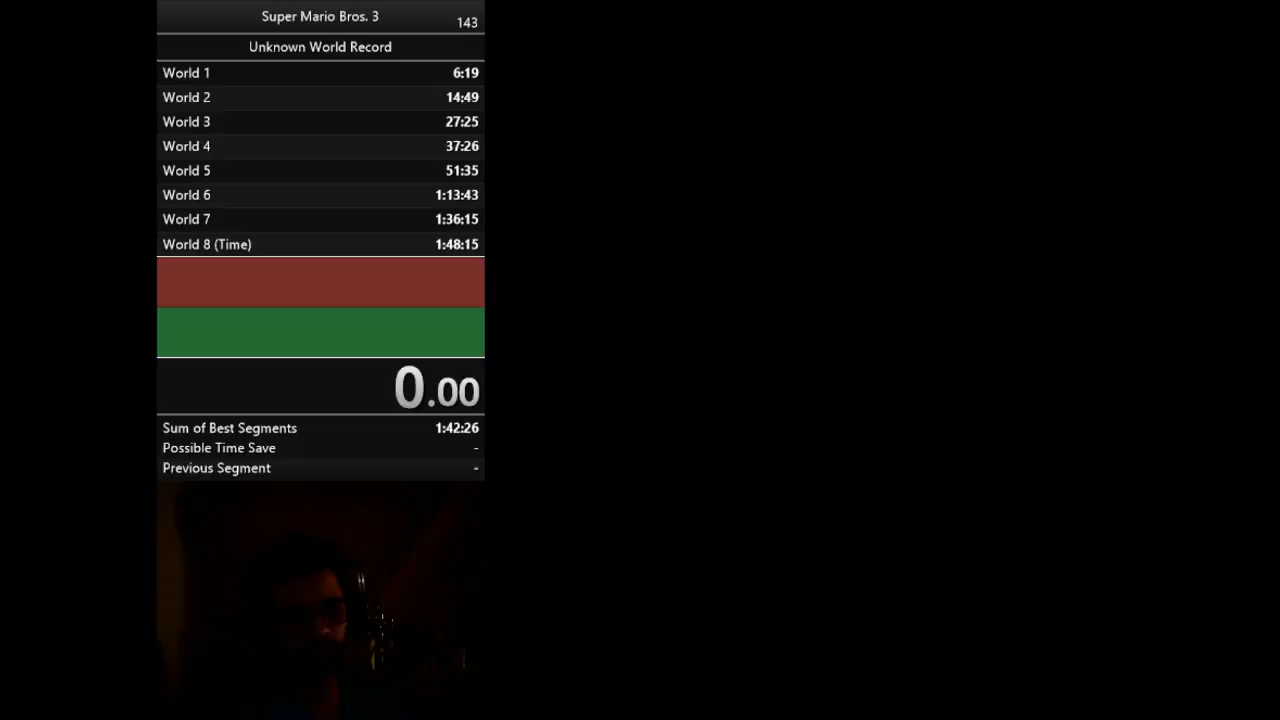 Super Mario Bros. 3
143
Unknown World Record
World 1 6:19
World 2 14:49
World 3 27:25
World 4 37:26
World 5 51:35
World 6 1:13:43
World 7 1:36:15
World 8 (Time) 1:48:15
0.00
Sum of Best Segments 1:42:26
Possible Time Save -
Previous Segment -